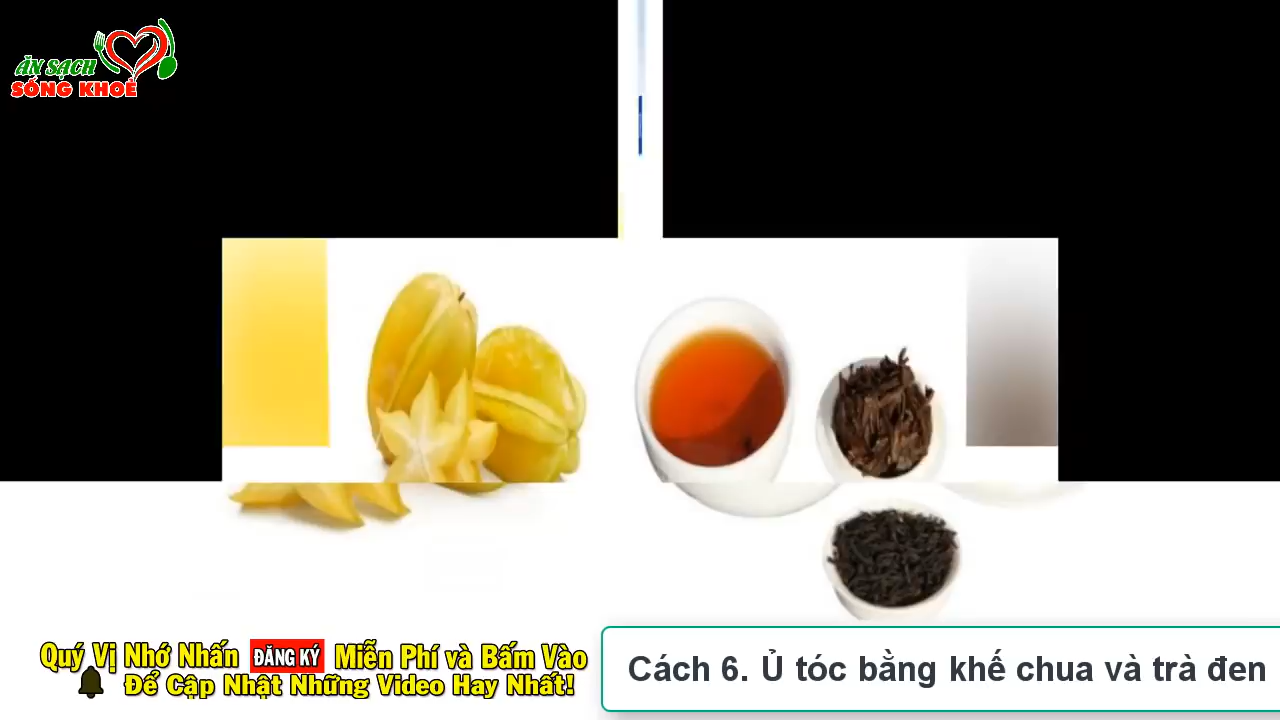 ĂN SẠCH
SỐNG KHOẺ
Quý Vị Nhớ Nhấn ĐĂNG KÝ Miễn Phí và Bấm Vào
Để Cập Nhật Những Video Hay Nhất!
Cách 6. Ủ tóc bằng khế chua và trà đen